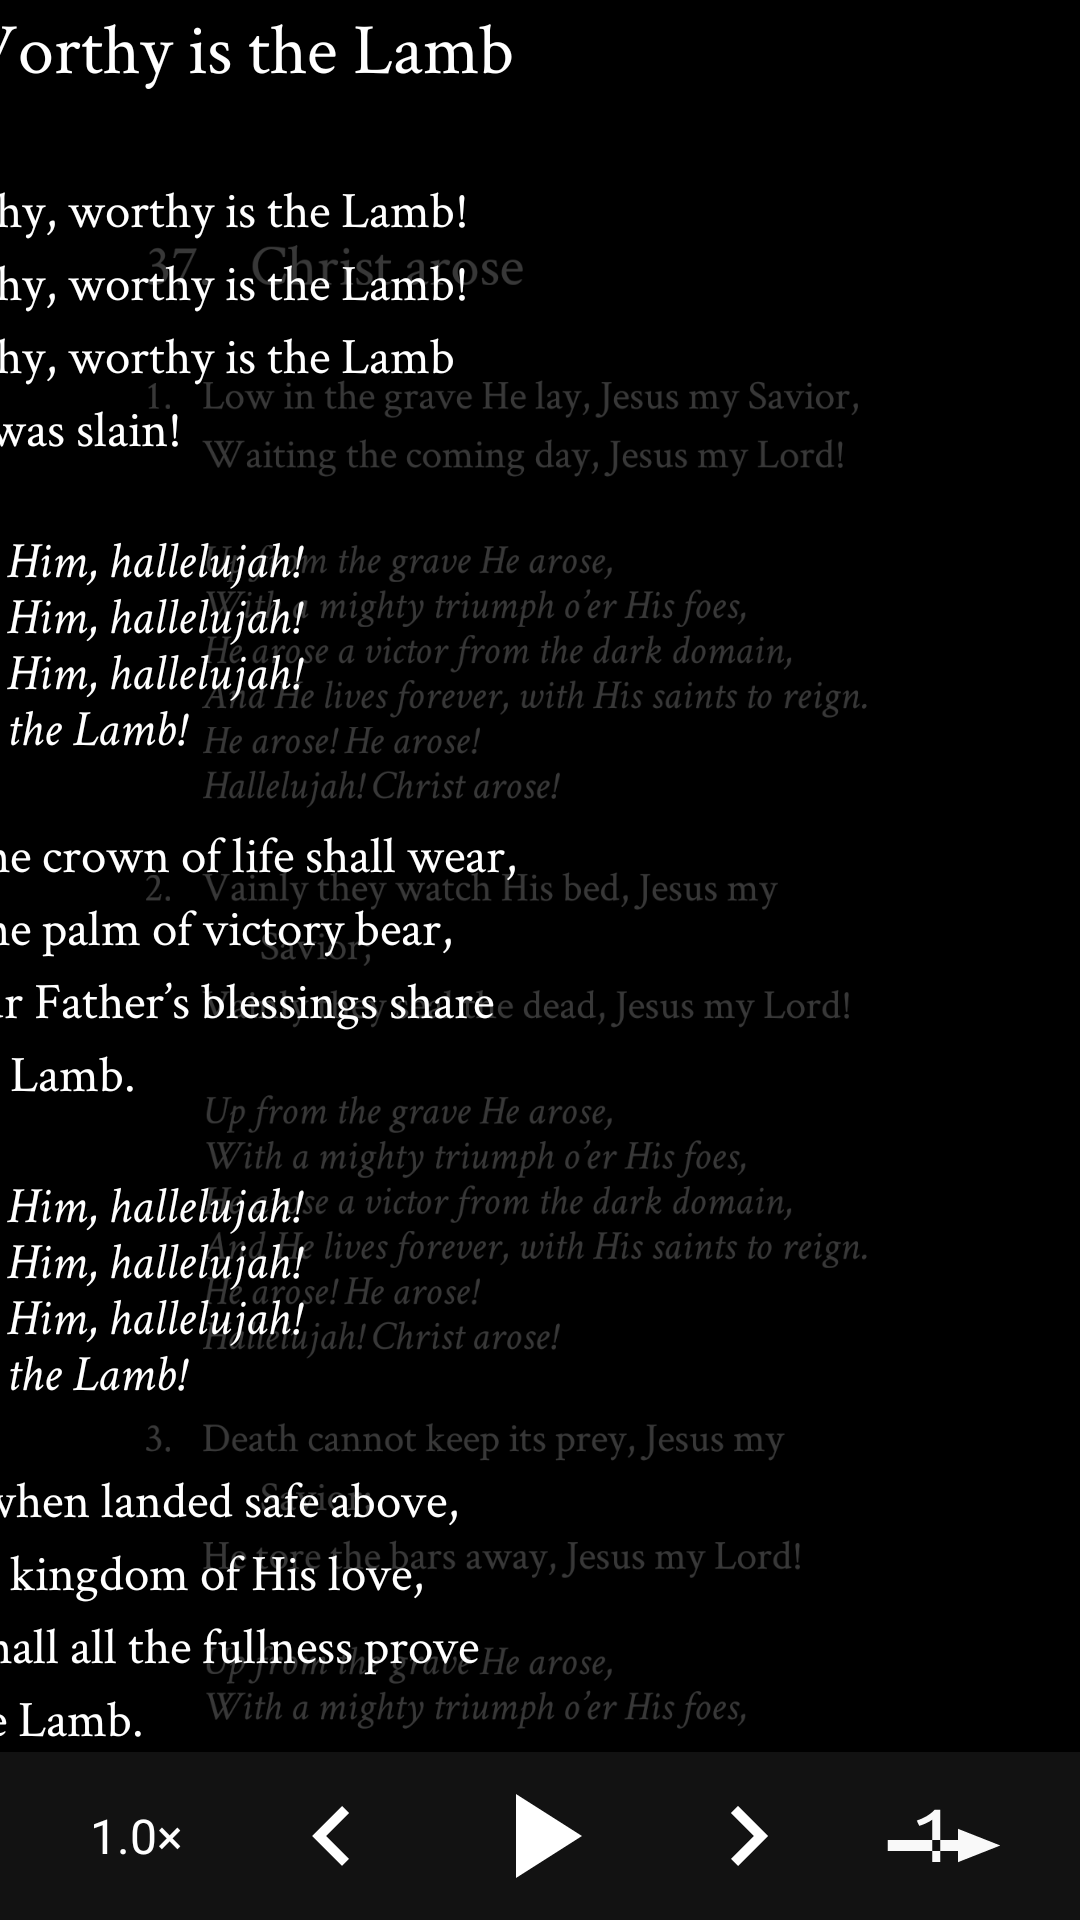 orthy is the Lamb
hy, worthy is the Lamb!
hy, worthy is the Lamb!
hy, worthy is the Lamb
was slain!
Him, hallelujah!
Him, hallelujah!
Him, hallelujah!
the Lamb!
he crown of life shall wear,
he palm of victory bear,
ur Father’s blessings share
Lamb.
Him, hallelujah!
Him, hallelujah!
Him, hallelujah!
the Lamb!
when landed safe above,
kingdom of His love,
hall all the fullness prove
e Lamb.
37. Christ arose
1. Low in the grave He lay, Jesus my Savior,
Waiting the coming day, Jesus my Lord!
Up from the grave He arose,
With a mighty triumph o’er His foes,
He arose a victor from the dark domain,
And He lives forever, with His saints to reign.
He arose! He arose!
Hallelujah! Christ arose!
2. Vainly they watch His bed, Jesus my
Savior;
Vainly they seal the dead, Jesus my Lord!
Up from the grave He arose,
With a mighty triumph o’er His foes,
He arose a victor from the dark domain,
And He lives forever, with His saints to reign.
He arose! He arose!
Hallelujah! Christ arose!
3. Death cannot keep its prey, Jesus my
Savior;
He tore the bars away, Jesus my Lord!
Up from the grave He arose,
With a mighty triumph o’er His foes,
1.0×
1